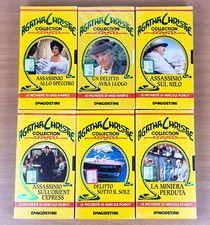 AGATHA CHRISTIE
COLLECTION
ASSASSINIO
ALLO SPECCHIO
LE INCHIESTE DI MISS MARPLE
DEAGOSTINI
AGATHA CHRISTIE
COLLECTION
UN DELITTO
AVRÀ LUOGO
LE INCHIESTE DI MISS MARPLE
DEAGOSTINI
AGATHA CHRISTIE
COLLECTION
ASSASSINIO
SUL NILO
LE INCHIESTE DI HERCULE POIROT
DEAGOSTINI
AGATHA CHRISTIE
COLLECTION
ASSASSINIO
SULL'ORIENT
EXPRESS
LE INCHIESTE DI HERCULE POIROT
DEAGOSTINI
AGATHA CHRISTIE
COLLECTION
DELITTO
SOTTO IL SOLE
LE INCHIESTE DI HERCULE POIROT
DEAGOSTINI
AGATHA CHRISTIE
COLLECTION
LA MINIERA
PERDUTA
LE INCHIESTE DI HERCULE POIROT
DEAGOSTINI